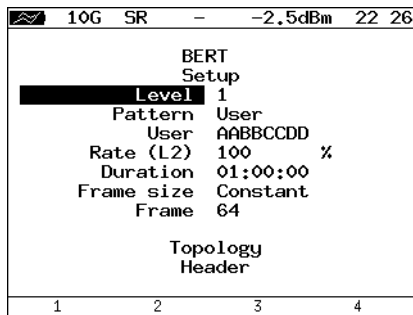 10G SR – –2.5dBm 22 26
BERT
Setup
Level 1
Pattern User
User AABBCCDD
Rate (L2) 100 %
Duration 01:00:00
Frame size Constant
Frame 64
Topology
Header
1 2 3 4